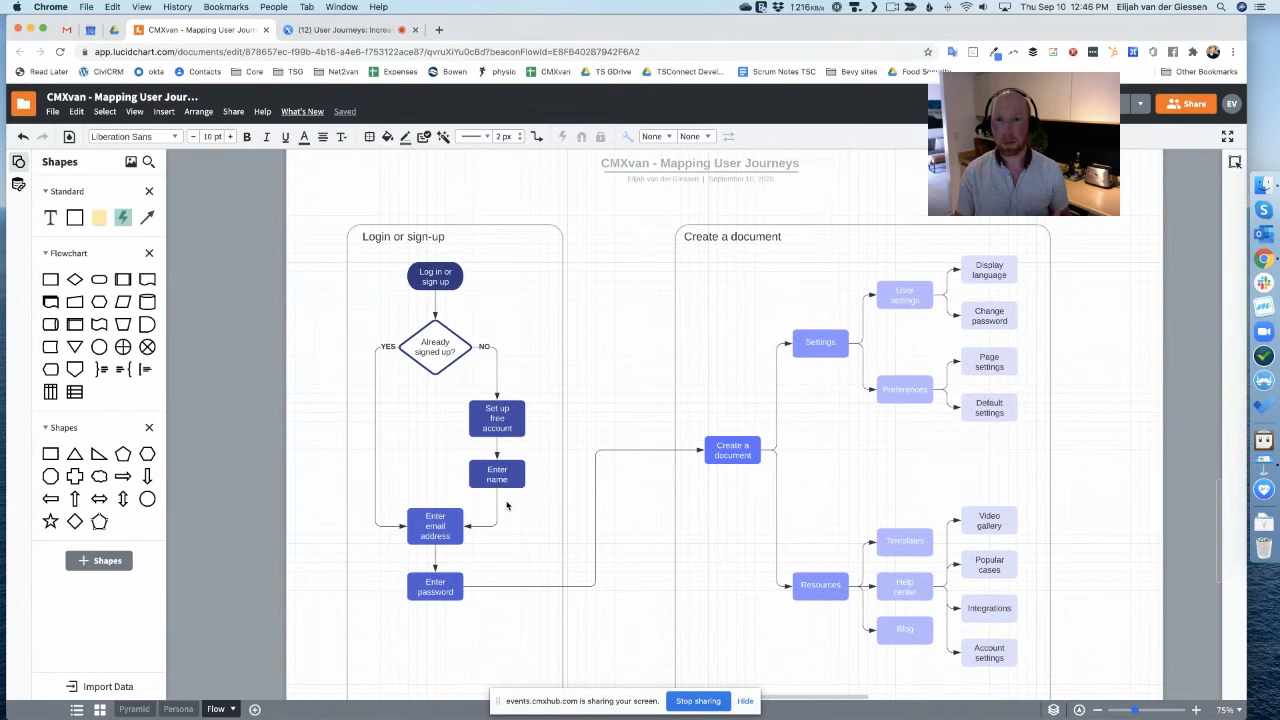 Chrome File Edit View History Bookmarks People Tab Window Help
1216KB/s Thu Sep 10 12:46 PM Elijah van der Giessen
CMXvan - Mapping User Journ
(12) User Journeys: Increas
app.lucidchart.com/documents/edit/878657ec-f99b-4b16-a4e6-f753122ace87/qvruXiYu0cBd?beaconFlowId=E8FB402B7942F6A2
Read Later CiviCRM okta Contacts Core TSG Net2van Expenses Bowen physio CMXvan TS GDrive TSConnect Devel... Scrum Notes TSC Bevy sites Food Security Other Bookmarks
CMXvan - Mapping User Jour...
File Edit Select View Insert Arrange Share Help What's New Saved
Share EV
Liberation Sans 10 pt B I U A T 2 px None None
Shapes
Standard
T
Flowchart
Shapes
+ Shapes
Import Data
CMXvan - Mapping User Journeys
Elijah van der Giessen | September 10, 2020
Login or sign-up
Log in or
sign up
Already
signed up?
YES
NO
Set up
free
account
Enter
name
Enter
email
address
Enter
password
Create a document
Create a
document
Settings
User
settings
Display
language
Change
password
Preferences
Page
settings
Default
settings
Resources
Templates
Help
center
Blog
Video
gallery
Popular
cases
Integrations
Account
settings
events.cmxhub.com is sharing your screen. Stop sharing Hide
Pyramid Persona Flow
75%